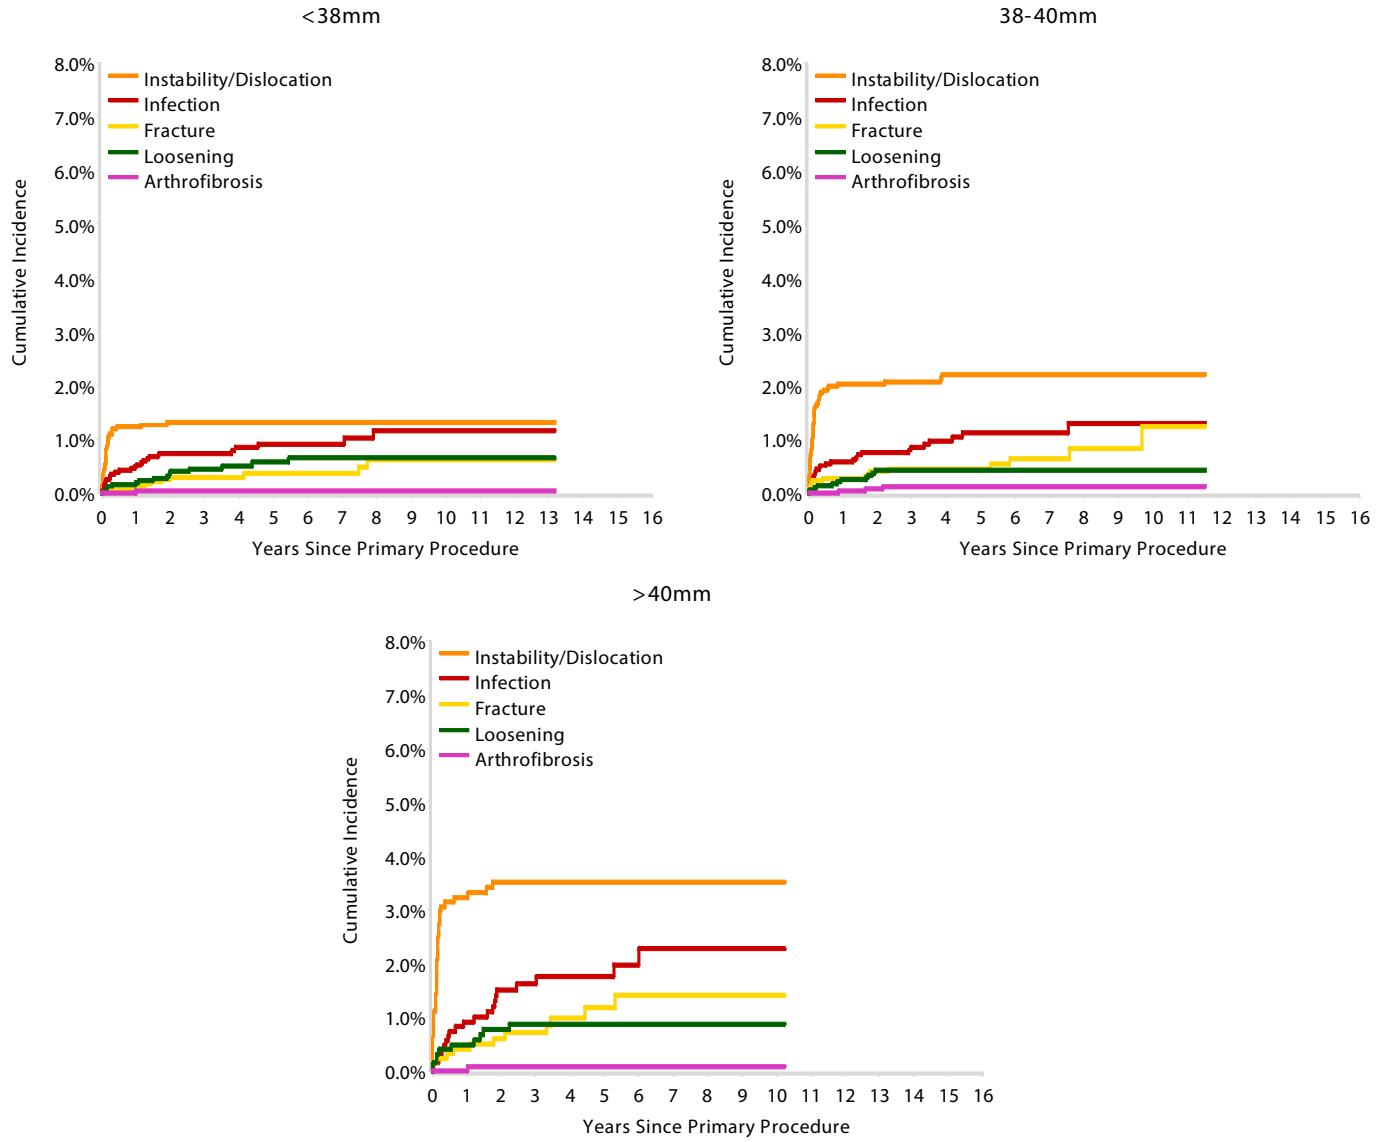 <38mm
8.0%
7.0%
6.0%
5.0%
4.0%
3.0%
2.0%
1.0%
0.0%
Cumulative Incidence
Instability/Dislocation
Infection
Fracture
Loosening
Arthrofibrosis
0 1 2 3 4 5 6 7 8 9 10 11 12 13 14 15 16
Years Since Primary Procedure
38-40mm
8.0%
7.0%
6.0%
5.0%
4.0%
3.0%
2.0%
1.0%
0.0%
Cumulative Incidence
Instability/Dislocation
Infection
Fracture
Loosening
Arthrofibrosis
0 1 2 3 4 5 6 7 8 9 10 11 12 13 14 15 16
Years Since Primary Procedure
>40mm
8.0%
7.0%
6.0%
5.0%
4.0%
3.0%
2.0%
1.0%
0.0%
Cumulative Incidence
Instability/Dislocation
Infection
Fracture
Loosening
Arthrofibrosis
0 1 2 3 4 5 6 7 8 9 10 11 12 13 14 15 16
Years Since Primary Procedure